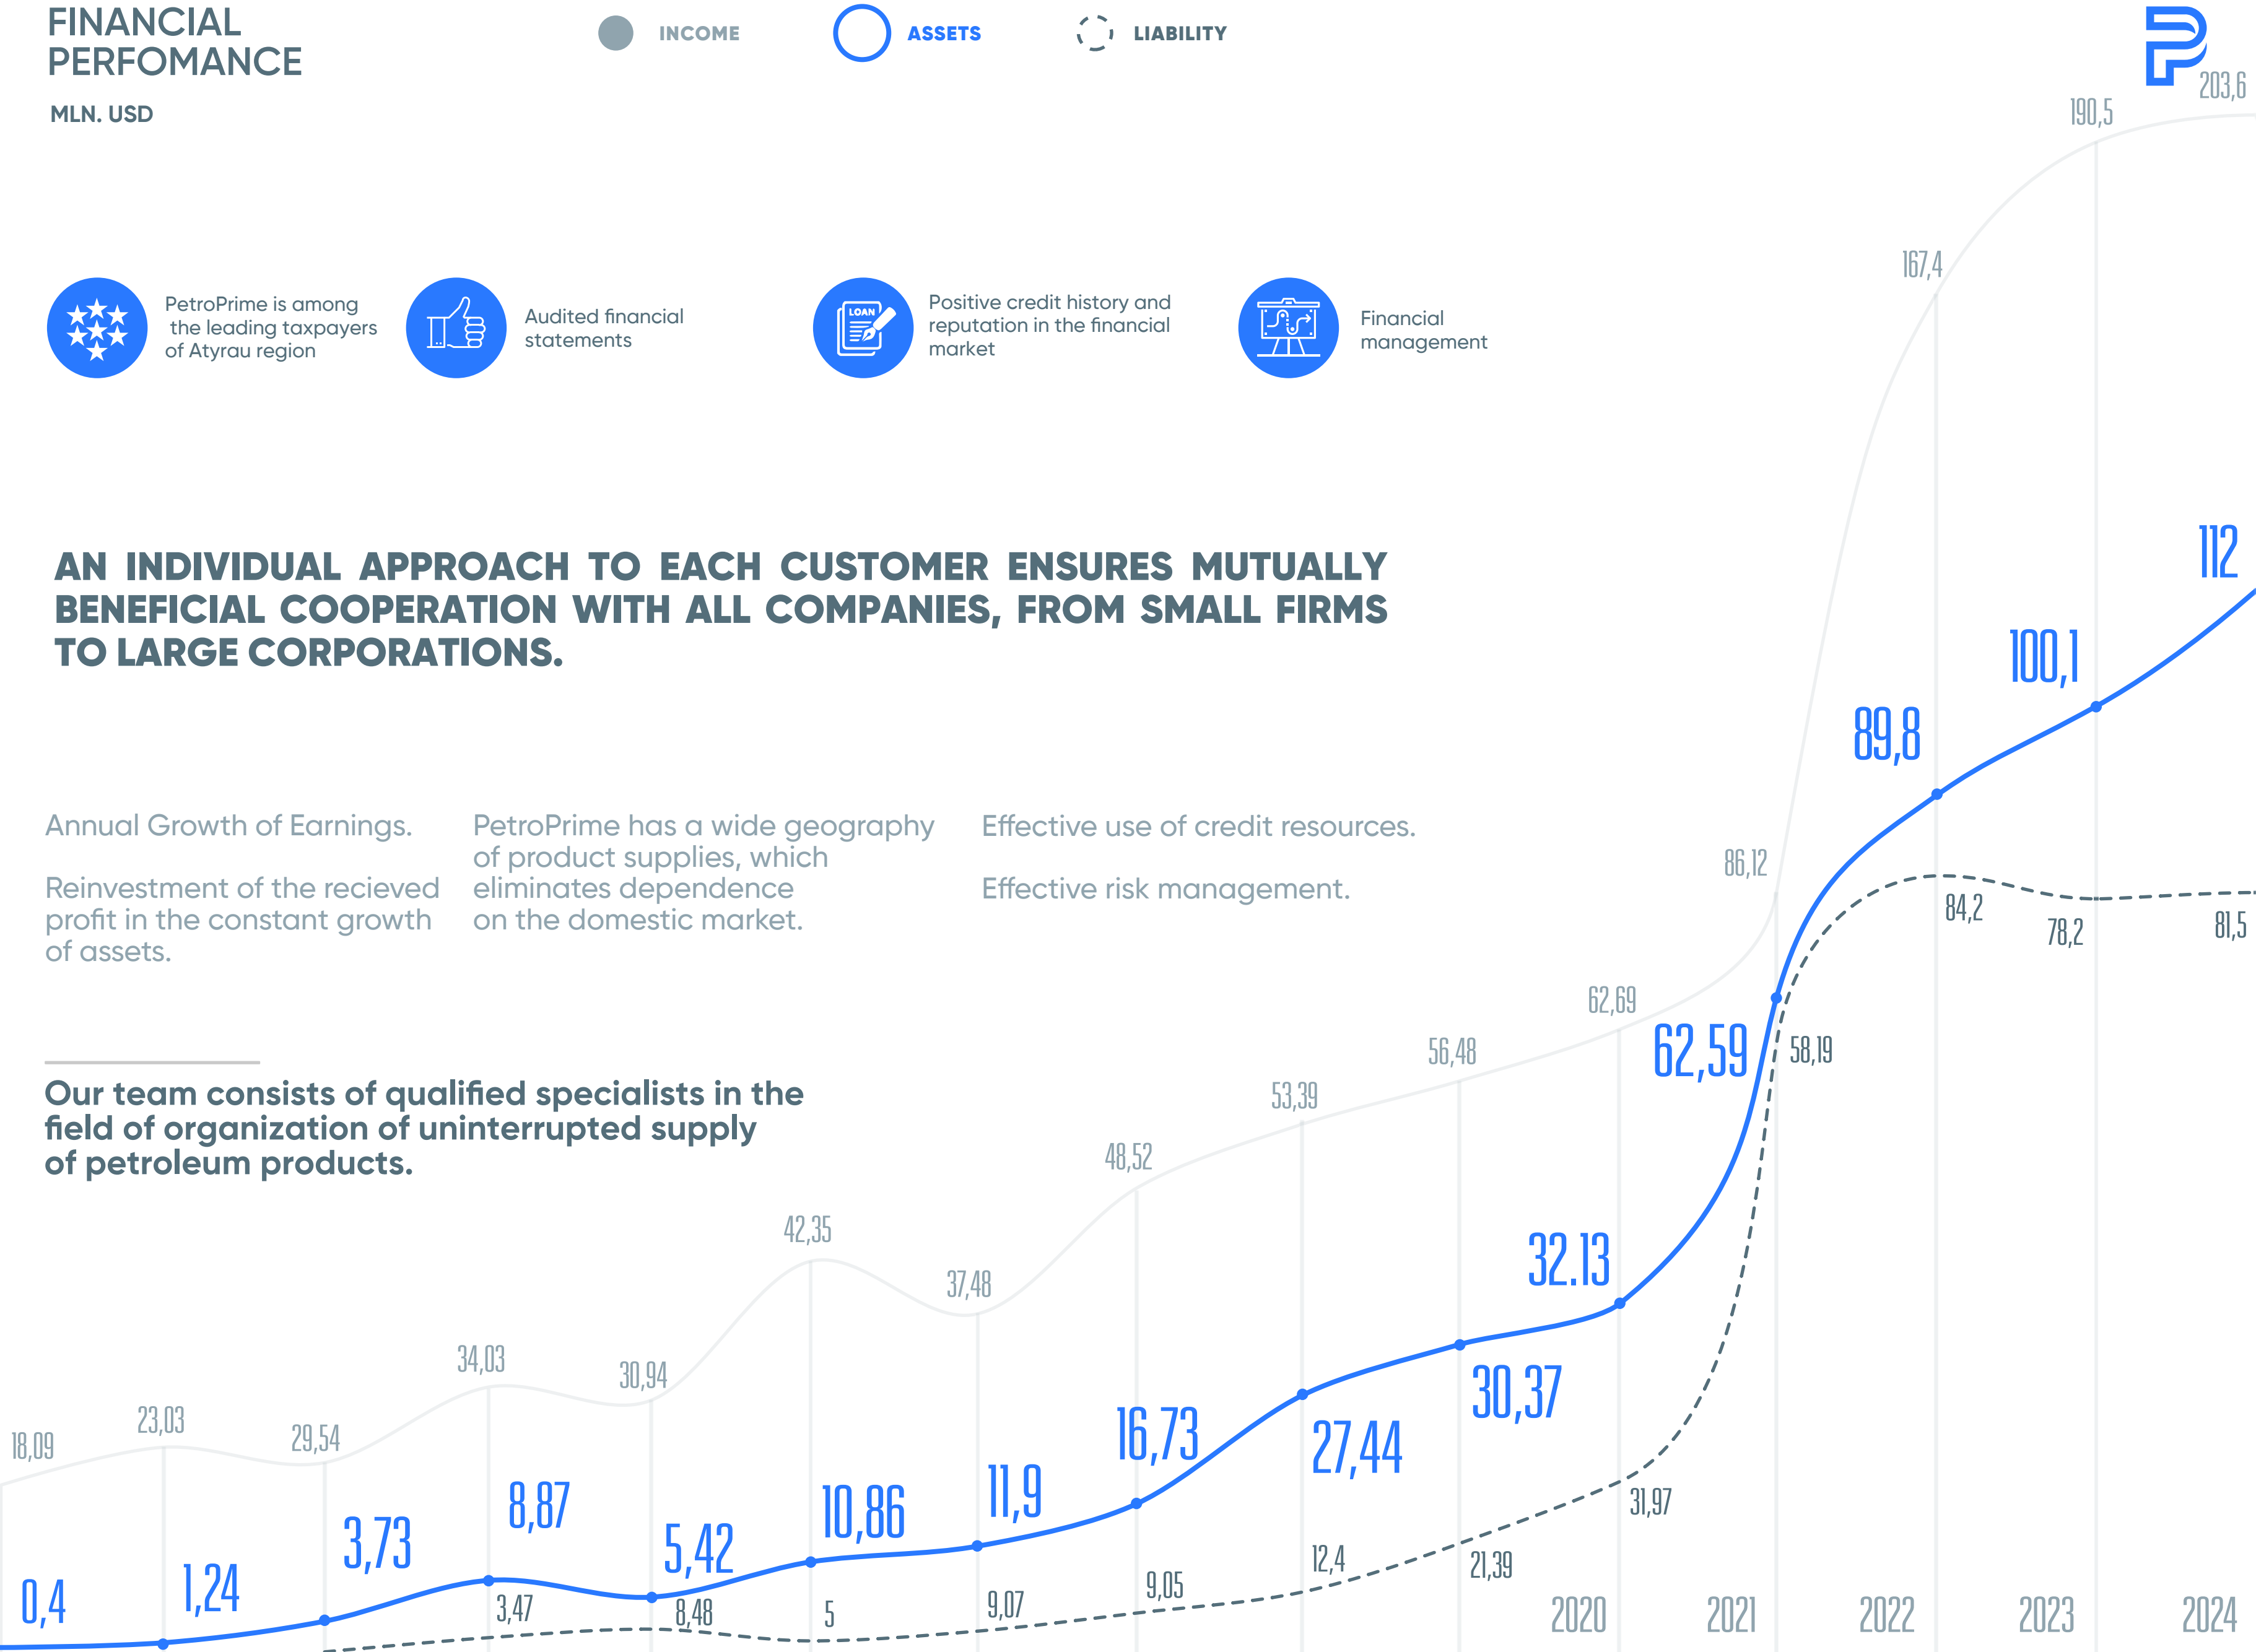 FINANCIAL
PERFOMANCE
MLN. USD
INCOME
ASSETS
LIABILITY
PetroPrime is among
the leading taxpayers
of Atyrau region
Audited financial
statements
LOAN
Positive credit history and
reputation in the financial
market
Financial
management
AN INDIVIDUAL APPROACH TO EACH CUSTOMER ENSURES MUTUALLY
BENEFICIAL COOPERATION WITH ALL COMPANIES, FROM SMALL FIRMS
TO LARGE CORPORATIONS.
Annual Growth of Earnings.
Reinvestment of the recieved
profit in the constant growth
of assets.
PetroPrime has a wide geography
of product supplies, which
eliminates dependence
on the domestic market.
Effective use of credit resources.
Effective risk management.
Our team consists of qualified specialists in the
field of organization of uninterrupted supply
of petroleum products.
18,09
23,03
29,54
34,03
30,94
42,35
37,48
48,52
53,39
56,48
62,69
86,12
167,4
190,5
203,6
0,4
1,24
3,73
8,87
5,42
10,86
11,9
16,73
27,44
30,37
32.13
62,59
89,8
100,1
112
3,47
8,48
5
9,07
9,05
12,4
21,39
31,97
58,19
84,2
78,2
81,5
2020
2021
2022
2023
2024